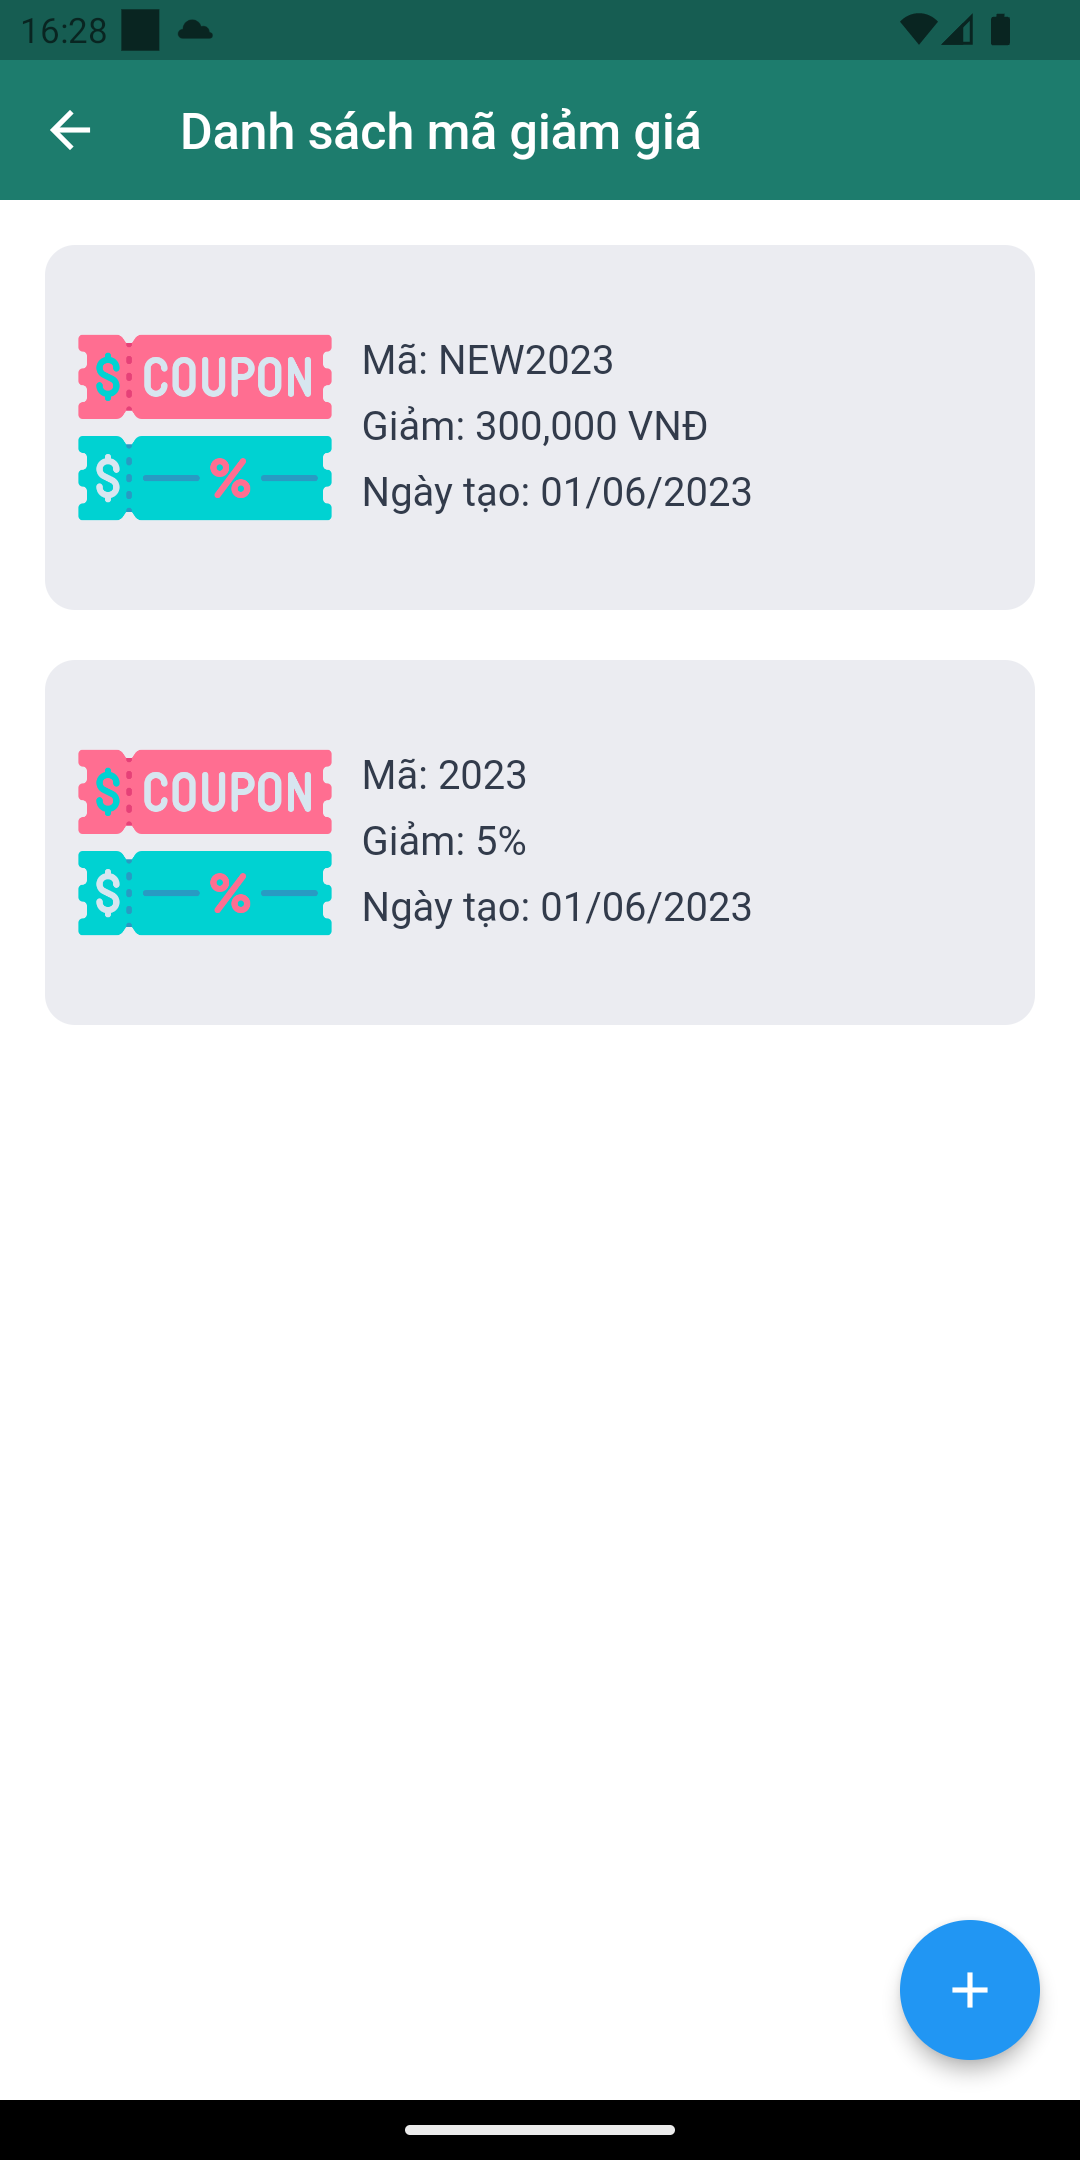 16:28
Danh sách mã giảm giá
$ COUPON
$ %
Mã: NEW2023
Giảm: 300,000 VNĐ
Ngày tạo: 01/06/2023
$ COUPON
$ %
Mã: 2023
Giảm: 5%
Ngày tạo: 01/06/2023